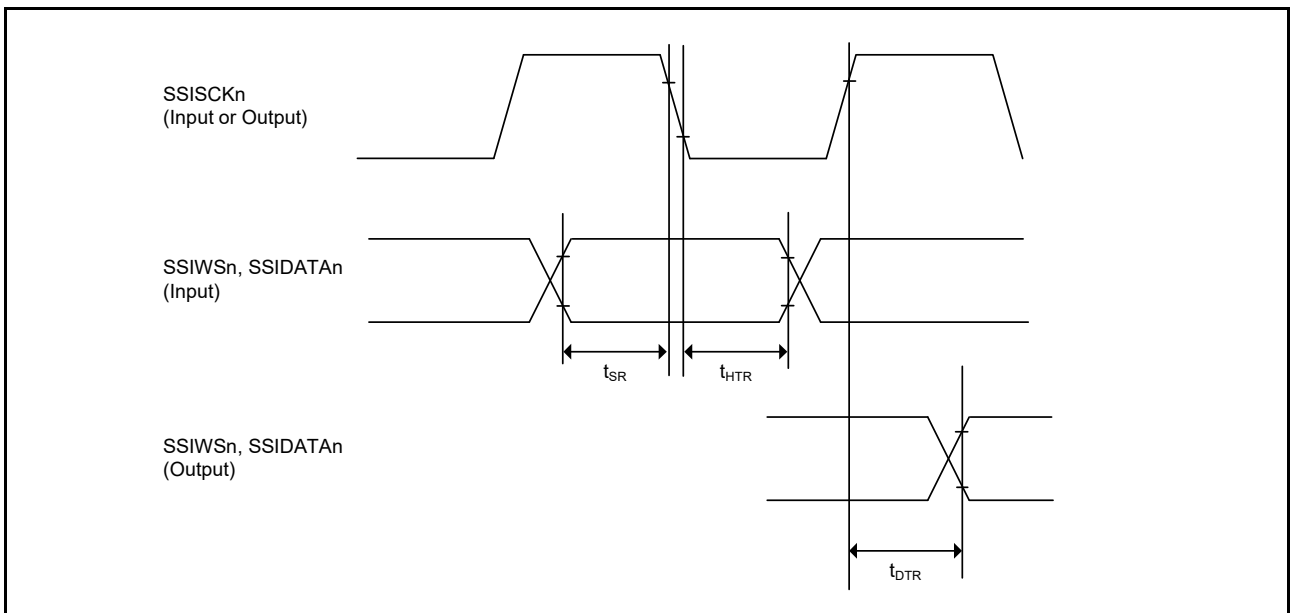 SSISCKn
(Input or Output)
SSIWSn, SSIDATAn
(Input)
tSR
tHTR
SSIWSn, SSIDATAn
(Output)
tDTR